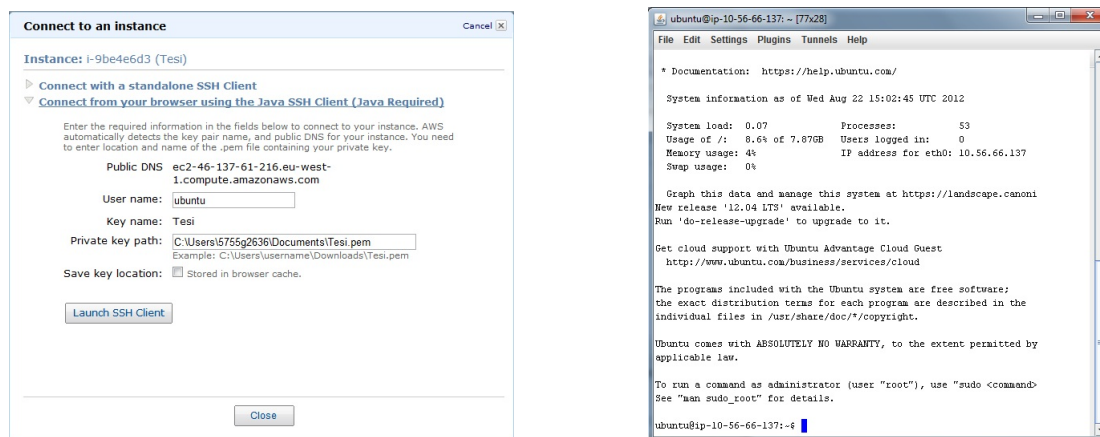 Connect to an instance
Cancel
Instance: i-9be4e6d3 (Tesi)
Connect with a standalone SSH Client
Connect from your browser using the Java SSH Client (Java Required)
Enter the required information in the fields below to connect to your instance. AWS
automatically detects the key pair name, and public DNS for your instance. You need
to enter location and name of the .pem file containing your private key.
Public DNS ec2-46-137-61-216.eu-west-
1.compute.amazonaws.com
User name: ubuntu
Key name: Tesi
Private key path: C:\Users\5755g2636\Documents\Tesi.pem
Example: C:\Users\username\Downloads\Tesi.pem
Save key location: Stored in browser cache.
Launch SSH Client
Close
ubuntu@ip-10-56-66-137: ~ [77x28]
File Edit Settings Plugins Tunnels Help
* Documentation: https://help.ubuntu.com/
System information as of Wed Aug 22 15:02:45 UTC 2012
System load: 0.07 Processes: 53
Usage of /: 8.6% of 7.87GB Users logged in: 0
Memory usage: 4% IP address for eth0: 10.56.66.137
Swap usage: 0%
Graph this data and manage this system at https://landscape.canoni
New release '12.04 LTS' available.
Run 'do-release-upgrade' to upgrade to it.
Get cloud support with Ubuntu Advantage Cloud Guest
http://www.ubuntu.com/business/services/cloud
The programs included with the Ubuntu system are free software;
the exact distribution terms for each program are described in the
individual files in /usr/share/doc/*/copyright.
Ubuntu comes with ABSOLUTELY NO WARRANTY, to the extent permitted by
applicable law.
To run a command as administrator (user "root"), use "sudo <command>
See "man sudo_root" for details.
ubuntu@ip-10-56-66-137:~$